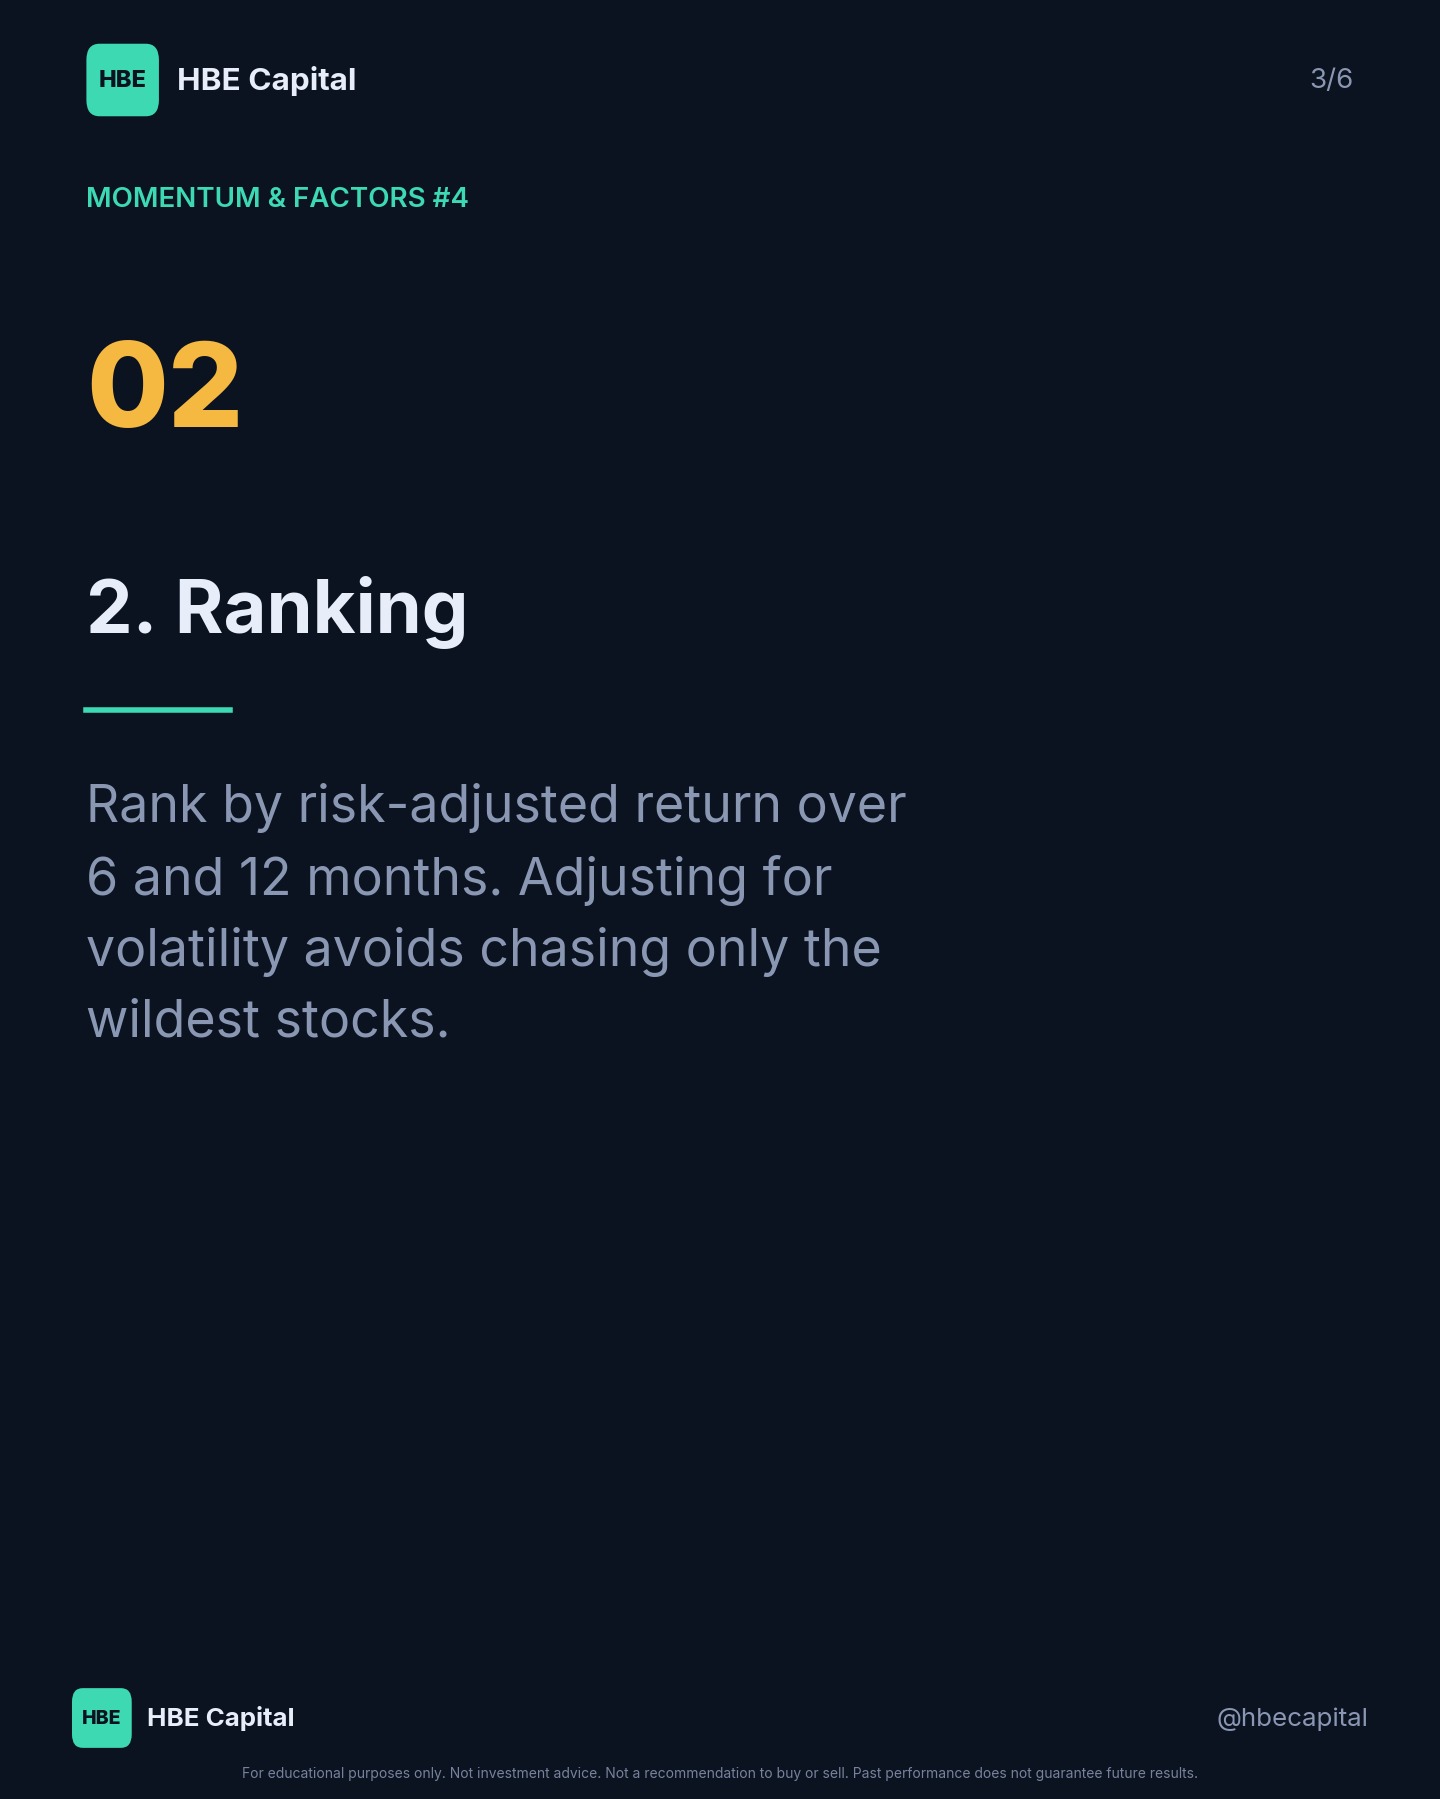 HBE
HBE Capital
3/6
MOMENTUM & FACTORS #4
02
2. Ranking
Rank by risk-adjusted return over
6 and 12 months. Adjusting for
volatility avoids chasing only the
wildest stocks.
HBE
HBE Capital
@hbecapital
For educational purposes only. Not investment advice. Not a recommendation to buy or sell. Past performance does not guarantee future results.